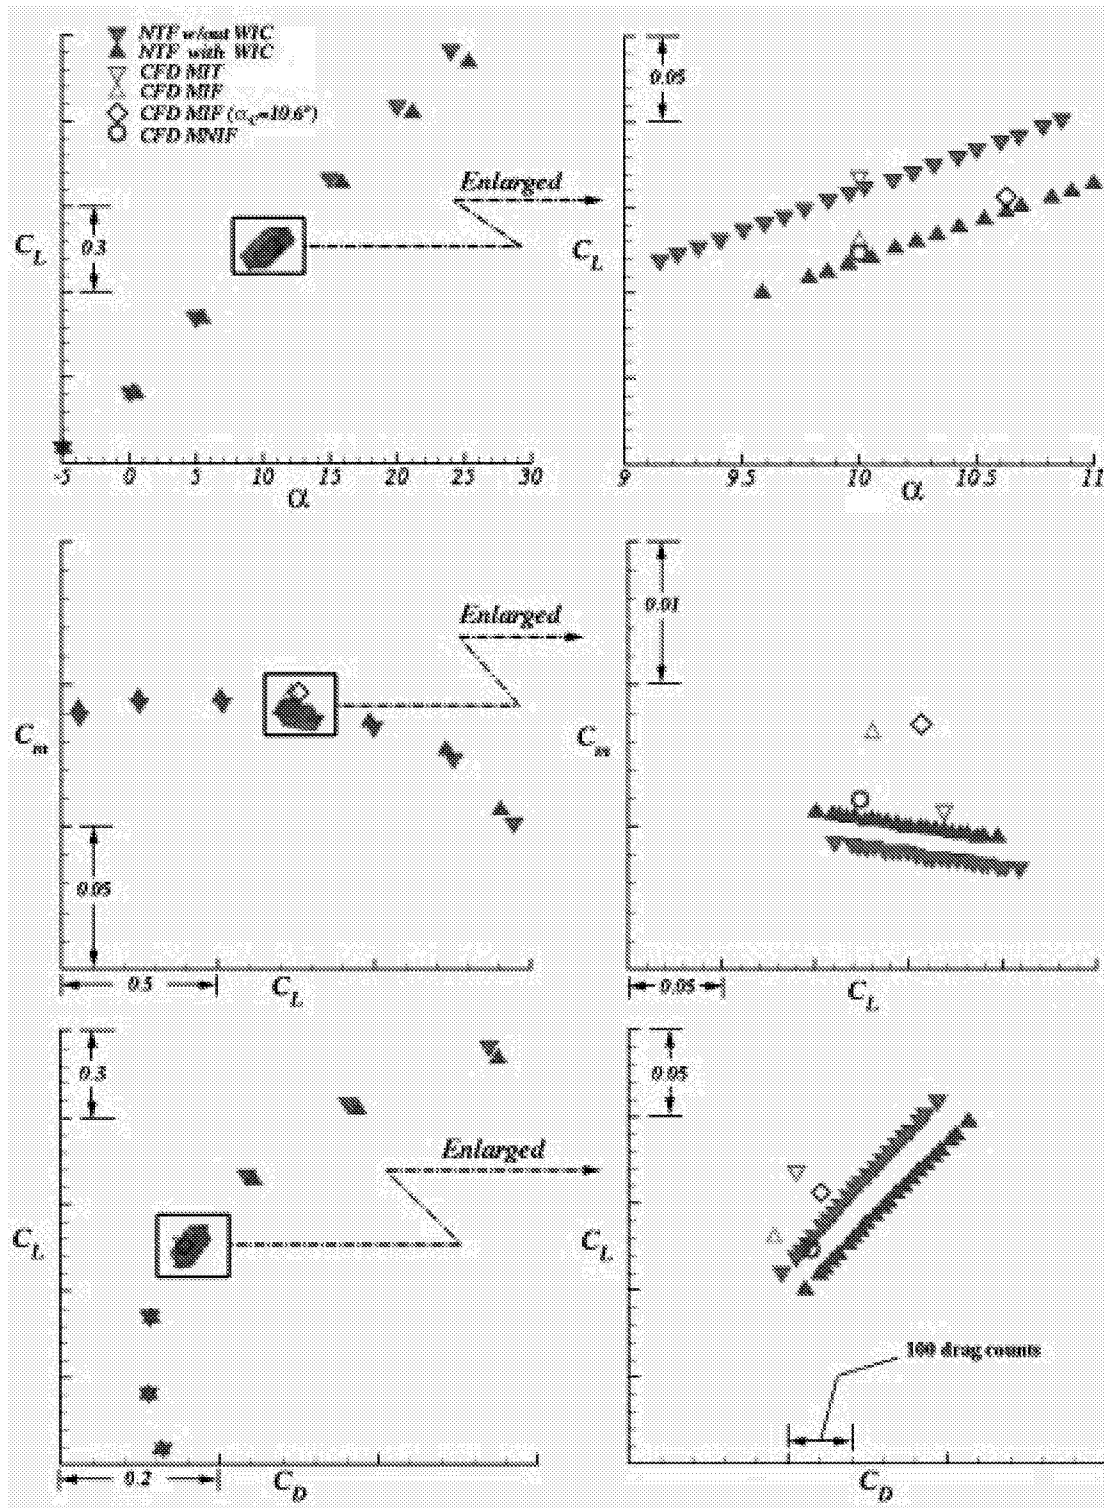 NTF w/out WIC
NTF with WIC
CFD MIT
CFD MIF
CFD MIF (α_c=10.6°)
CFD MNIF
Enlarged
C_L
0.3
-5 0 5 10 15 20 25 30
α
0.05
C_L
9 9.5 10 10.5 11
α
Enlarged
C_m
0.05
0.5
C_L
0.01
C_m
0.05
C_L
0.3
Enlarged
C_L
0.2
C_D
0.05
C_L
100 drag counts
C_D